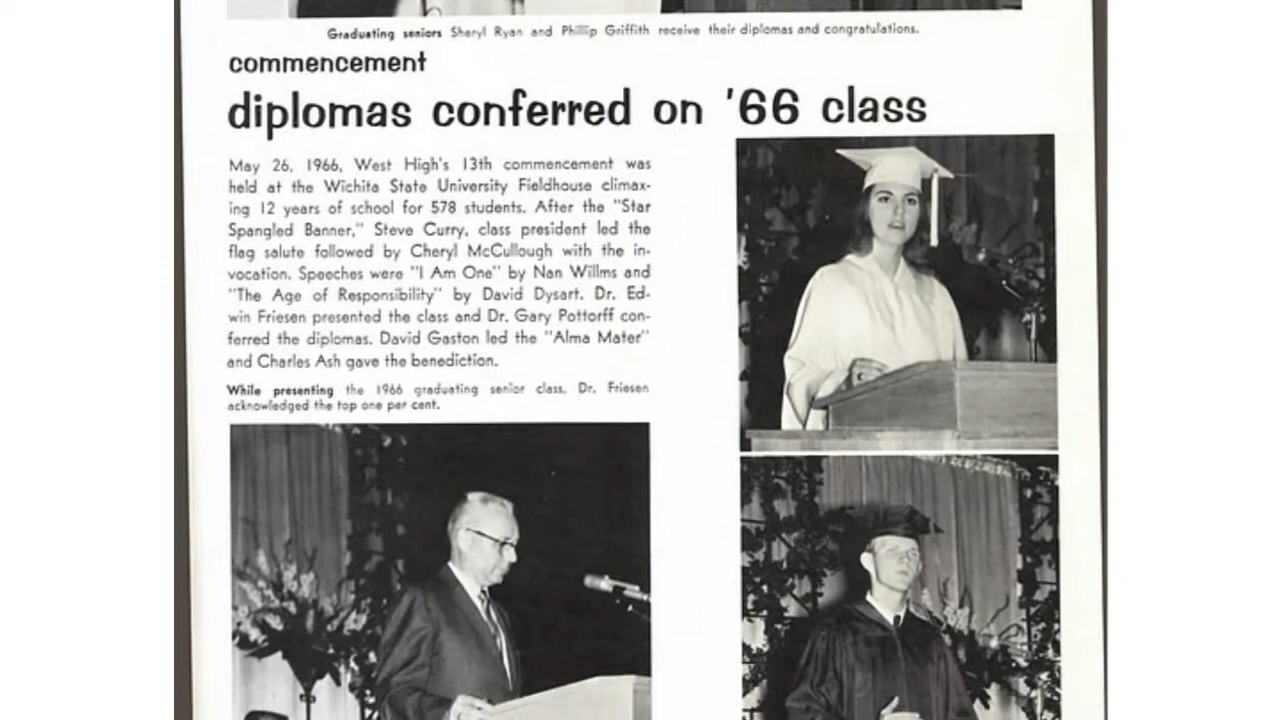 Graduating seniors Sheryl Ryan and Phillip Griffith receive their diplomas and congratulations.
commencement
diplomas conferred on '66 class
May 26, 1966, West High's 13th commencement was
held at the Wichita State University Fieldhouse climax-
ing 12 years of school for 578 students. After the "Star
Spangled Banner," Steve Curry, class president led the
flag salute followed by Cheryl McCullough with the in-
vocation. Speeches were "I Am One" by Nan Willms and
"The Age of Responsibility" by David Dysart. Dr. Ed-
win Friesen presented the class and Dr. Gary Pottorff con-
ferred the diplomas. David Gaston led the "Alma Mater"
and Charles Ash gave the benediction.
While presenting the 1966 graduating senior class, Dr. Friesen
acknowledged the top one per cent.